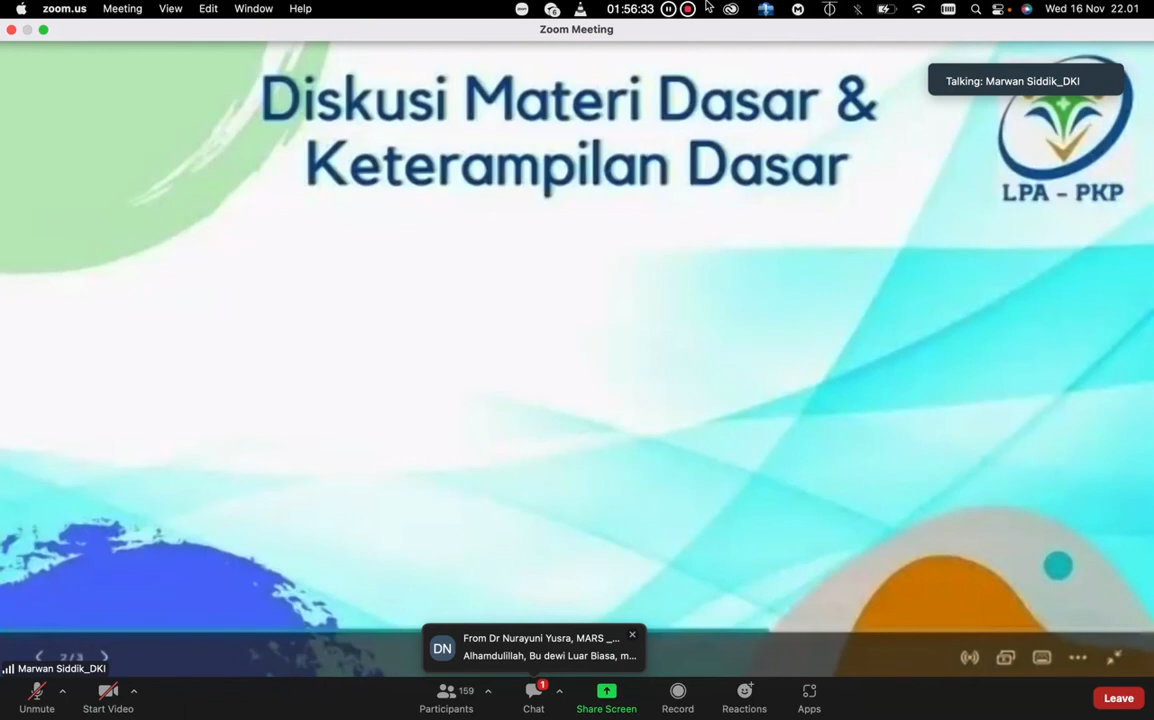 zoom.us Meeting View Edit Window Help 01:56:33 Wed 16 Nov 22.01
Zoom Meeting
Talking: Marwan Siddik_DKI
Diskusi Materi Dasar &
Keterampilan Dasar
LPA - PKP
From Dr Nurayuni Yusra, MARS _...
DN
Alhamdulillah, Bu dewi Luar Biasa, m...
2/3
Marwan Siddik_DKI
159
1
Unmute Start Video Participants Chat Share Screen Record Reactions Apps Leave